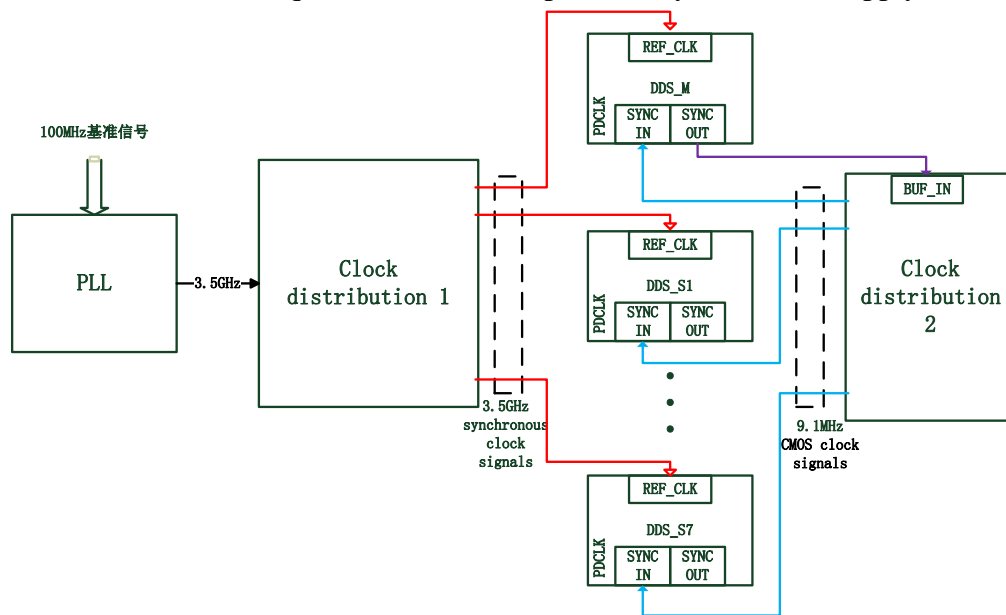 100MHz基准信号
PLL
3.5GHz
Clock
distribution 1
3.5GHz
synchronous
clock
signals
REF_CLK
DDS_M
PDCLK
SYNC
IN
SYNC
OUT
REF_CLK
DDS_S1
PDCLK
SYNC
IN
SYNC
OUT
REF_CLK
DDS_S7
PDCLK
SYNC
IN
SYNC
OUT
9.1MHz
CMOS clock
signals
BUF_IN
Clock
distribution
2